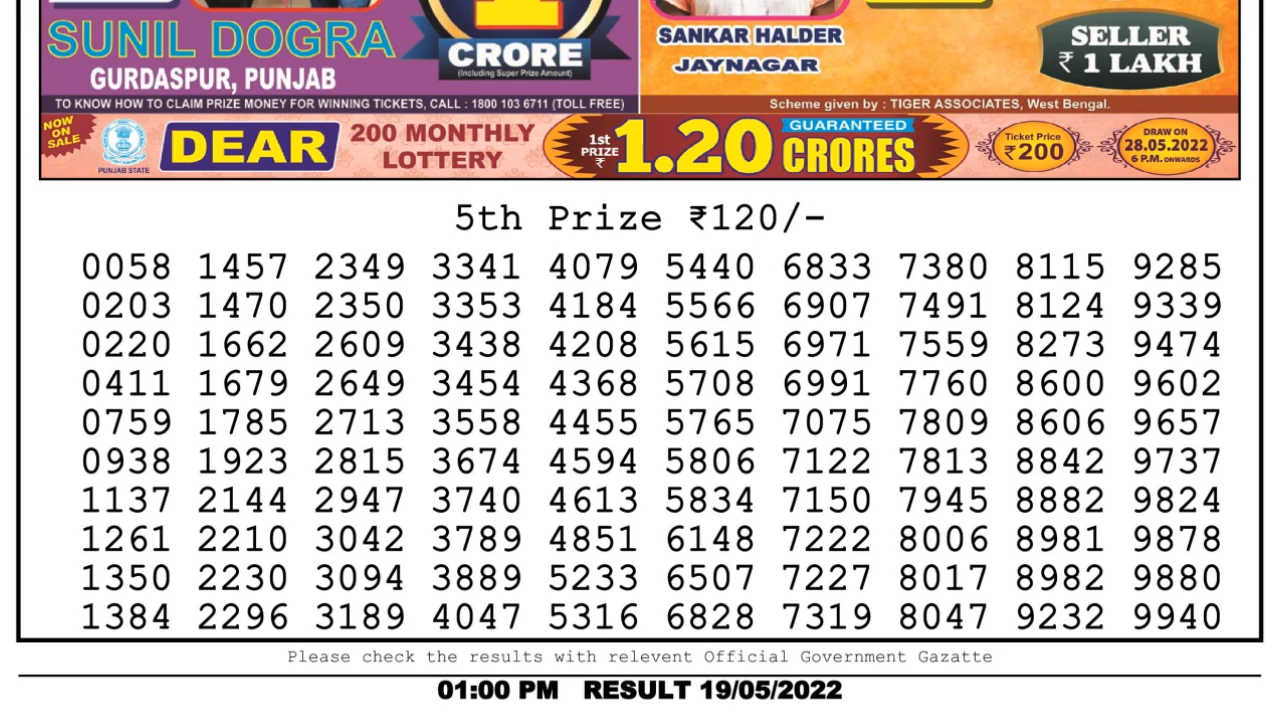 SUNIL DOGRA
GURDASPUR, PUNJAB
1
CRORE
(Including Super Prize Amount)
SANKAR HALDER
JAYNAGAR
SELLER
₹ 1 LAKH
TO KNOW HOW TO CLAIM PRIZE MONEY FOR WINNING TICKETS, CALL : 1800 103 6711 (TOLL FREE)
Scheme given by : TIGER ASSOCIATES, West Bengal.
NOW
ON
SALE
PUNJAB STATE
DEAR
200 MONTHLY
LOTTERY
1st
PRIZE
₹
1.20
GUARANTEED
CRORES
Ticket Price
₹200
DRAW ON
28.05.2022
6 P.M. ONWARDS
5th Prize ₹120/-
0058 1457 2349 3341 4079 5440 6833 7380 8115 9285
0203 1470 2350 3353 4184 5566 6907 7491 8124 9339
0220 1662 2609 3438 4208 5615 6971 7559 8273 9474
0411 1679 2649 3454 4368 5708 6991 7760 8600 9602
0759 1785 2713 3558 4455 5765 7075 7809 8606 9657
0938 1923 2815 3674 4594 5806 7122 7813 8842 9737
1137 2144 2947 3740 4613 5834 7150 7945 8882 9824
1261 2210 3042 3789 4851 6148 7222 8006 8981 9878
1350 2230 3094 3889 5233 6507 7227 8017 8982 9880
1384 2296 3189 4047 5316 6828 7319 8047 9232 9940
Please check the results with relevent Official Government Gazatte
01:00 PM RESULT 19/05/2022